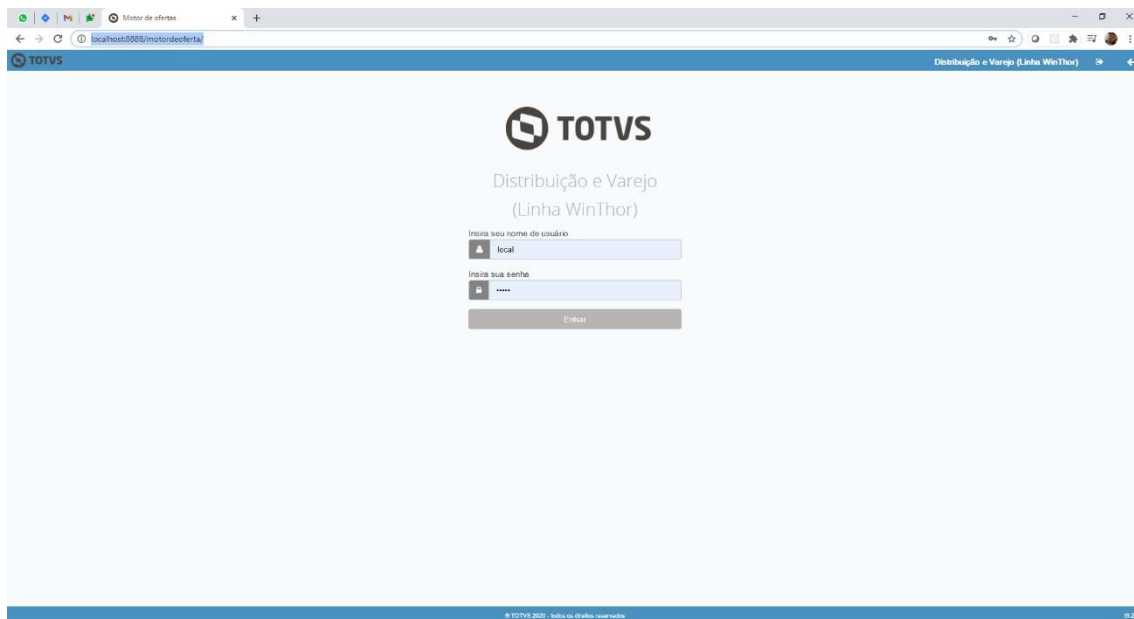 Motor de ofertas
localhost:8888/motordeoferta/
TOTVS
Distribuição e Varejo (Linha WinThor)
TOTVS
Distribuição e Varejo
(Linha WinThor)
Insira seu nome de usuário
local
Insira sua senha
•••••
Entrar
© TOTVS 2020 - todos os direitos reservados